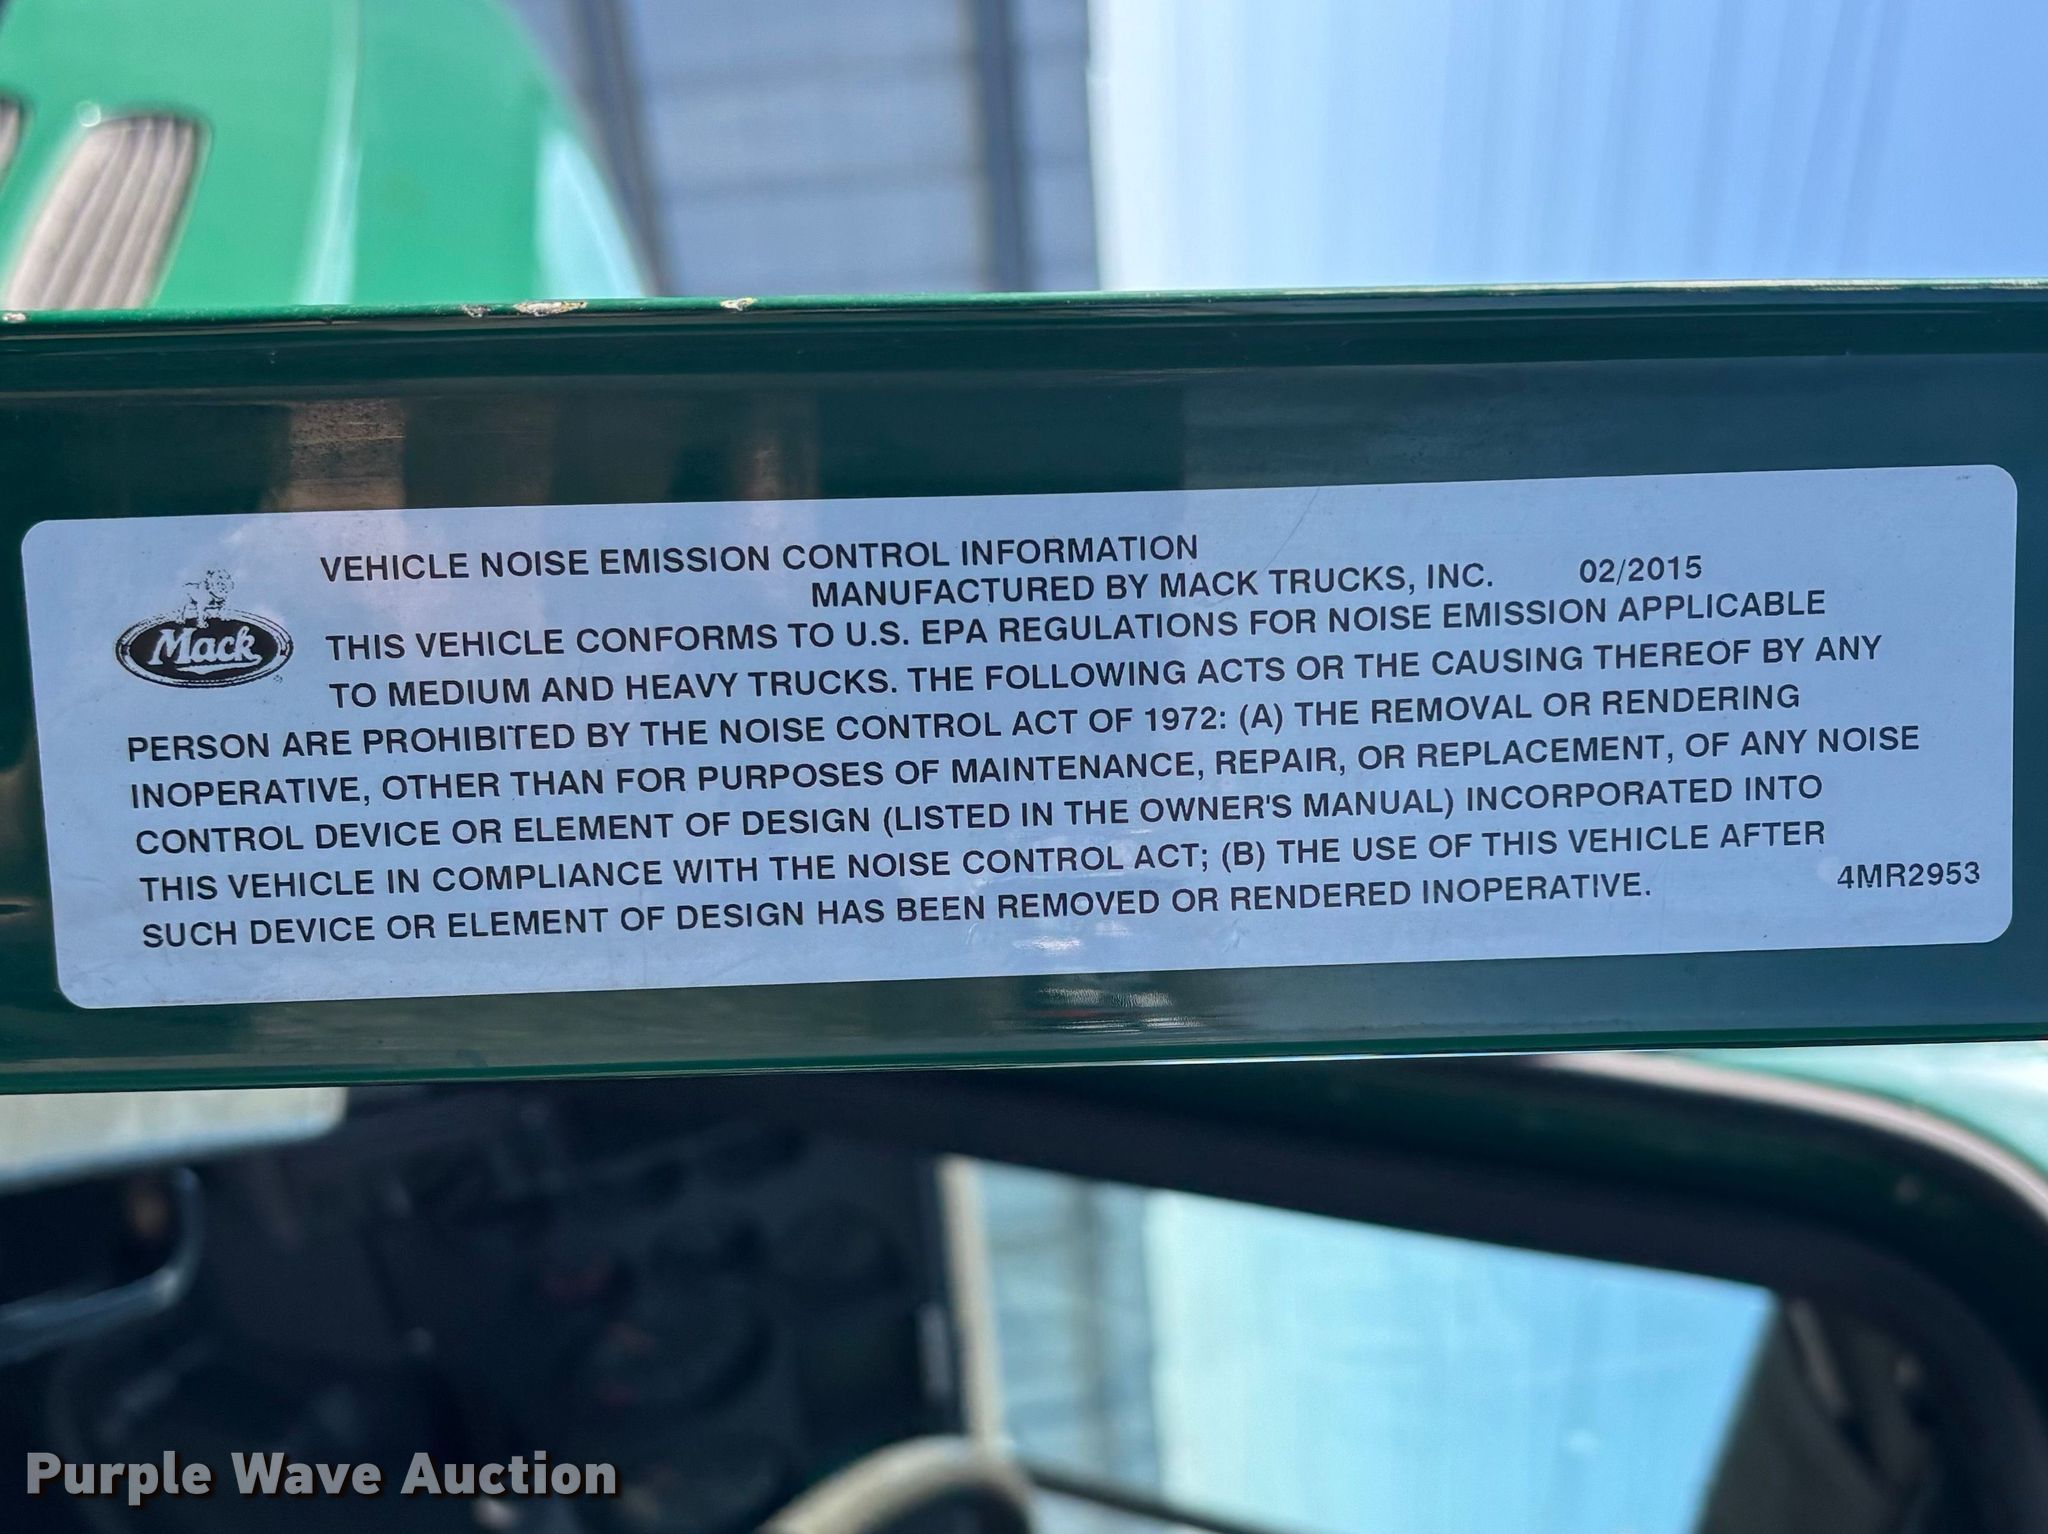 VEHICLE NOISE EMISSION CONTROL INFORMATION
MANUFACTURED BY MACK TRUCKS, INC. 02/2015
Mack
THIS VEHICLE CONFORMS TO U.S. EPA REGULATIONS FOR NOISE EMISSION APPLICABLE
TO MEDIUM AND HEAVY TRUCKS. THE FOLLOWING ACTS OR THE CAUSING THEREOF BY ANY
PERSON ARE PROHIBITED BY THE NOISE CONTROL ACT OF 1972: (A) THE REMOVAL OR RENDERING
INOPERATIVE, OTHER THAN FOR PURPOSES OF MAINTENANCE, REPAIR, OR REPLACEMENT, OF ANY NOISE
CONTROL DEVICE OR ELEMENT OF DESIGN (LISTED IN THE OWNER'S MANUAL) INCORPORATED INTO
THIS VEHICLE IN COMPLIANCE WITH THE NOISE CONTROL ACT; (B) THE USE OF THIS VEHICLE AFTER
SUCH DEVICE OR ELEMENT OF DESIGN HAS BEEN REMOVED OR RENDERED INOPERATIVE.
4MR2953
Purple Wave Auction